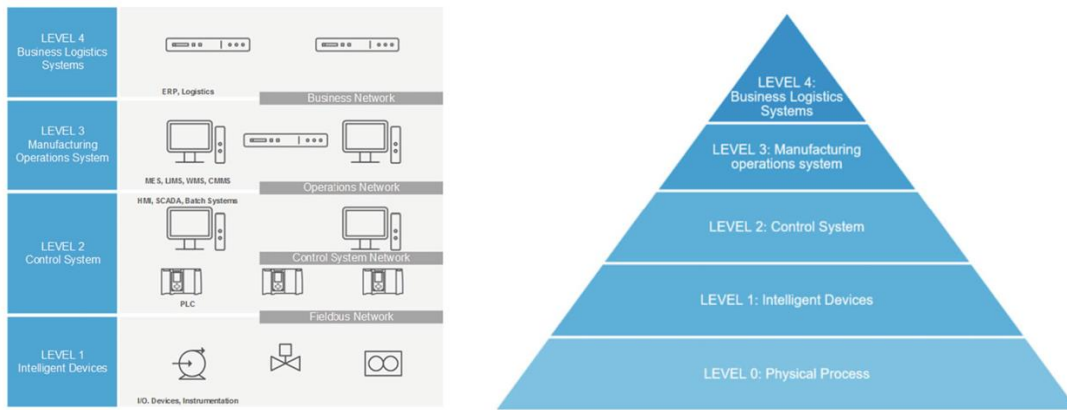 LEVEL 4
Business Logistics
Systems
ERP, Logistics
Business Network
LEVEL 3
Manufacturing
Operations System
MES, LIMS, WMS, CMMS
Operations Network
HMI, SCADA, Batch Systems
LEVEL 2
Control System
Control System Network
PLC
Fieldbus Network
LEVEL 1
Intelligent Devices
I/O. Devices, Instrumentation
LEVEL 4:
Business Logistics
Systems
LEVEL 3: Manufacturing
operations system
LEVEL 2: Control System
LEVEL 1: Intelligent Devices
LEVEL 0: Physical Process